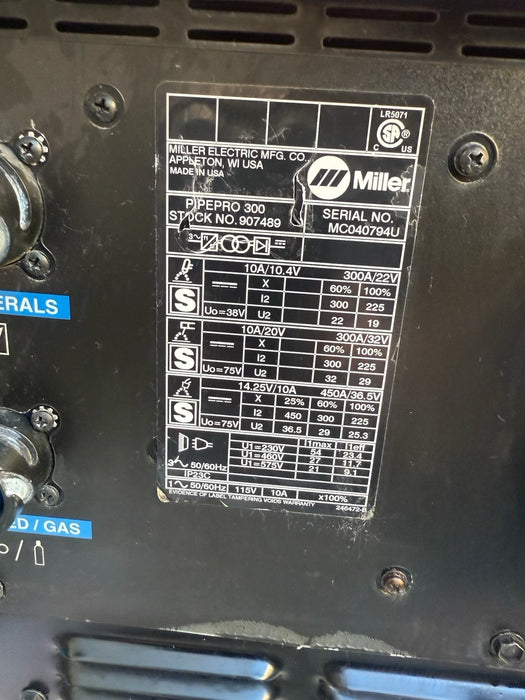 LR5071
C US
MILLER ELECTRIC MFG. CO.
APPLETON, WI USA
MADE IN USA
Miller
PIPEPRO 300
STOCK NO. 907489
SERIAL NO.
MC040794U
3~
10A/10.4V 300A/22V
X 60% 100%
I2 300 225
S Uo=38V U2 22 19
10A/20V 300A/32V
X 60% 100%
I2 300 225
S Uo=75V U2 32 29
14.25V/10A 450A/36.5V
X 25% 60% 100%
I2 450 300 225
S Uo=75V U2 36.5 29 25.3
I1max I1eff
U1=230V 54 23.4
U1=460V 27 11.7
U1=575V 21 9.1
3~ 50/60Hz
IP23C
1~ 50/60Hz 115V 10A x100%
EVIDENCE OF LABEL TAMPERING VOIDS WARRANTY
246472-B
ERALS
ED / GAS